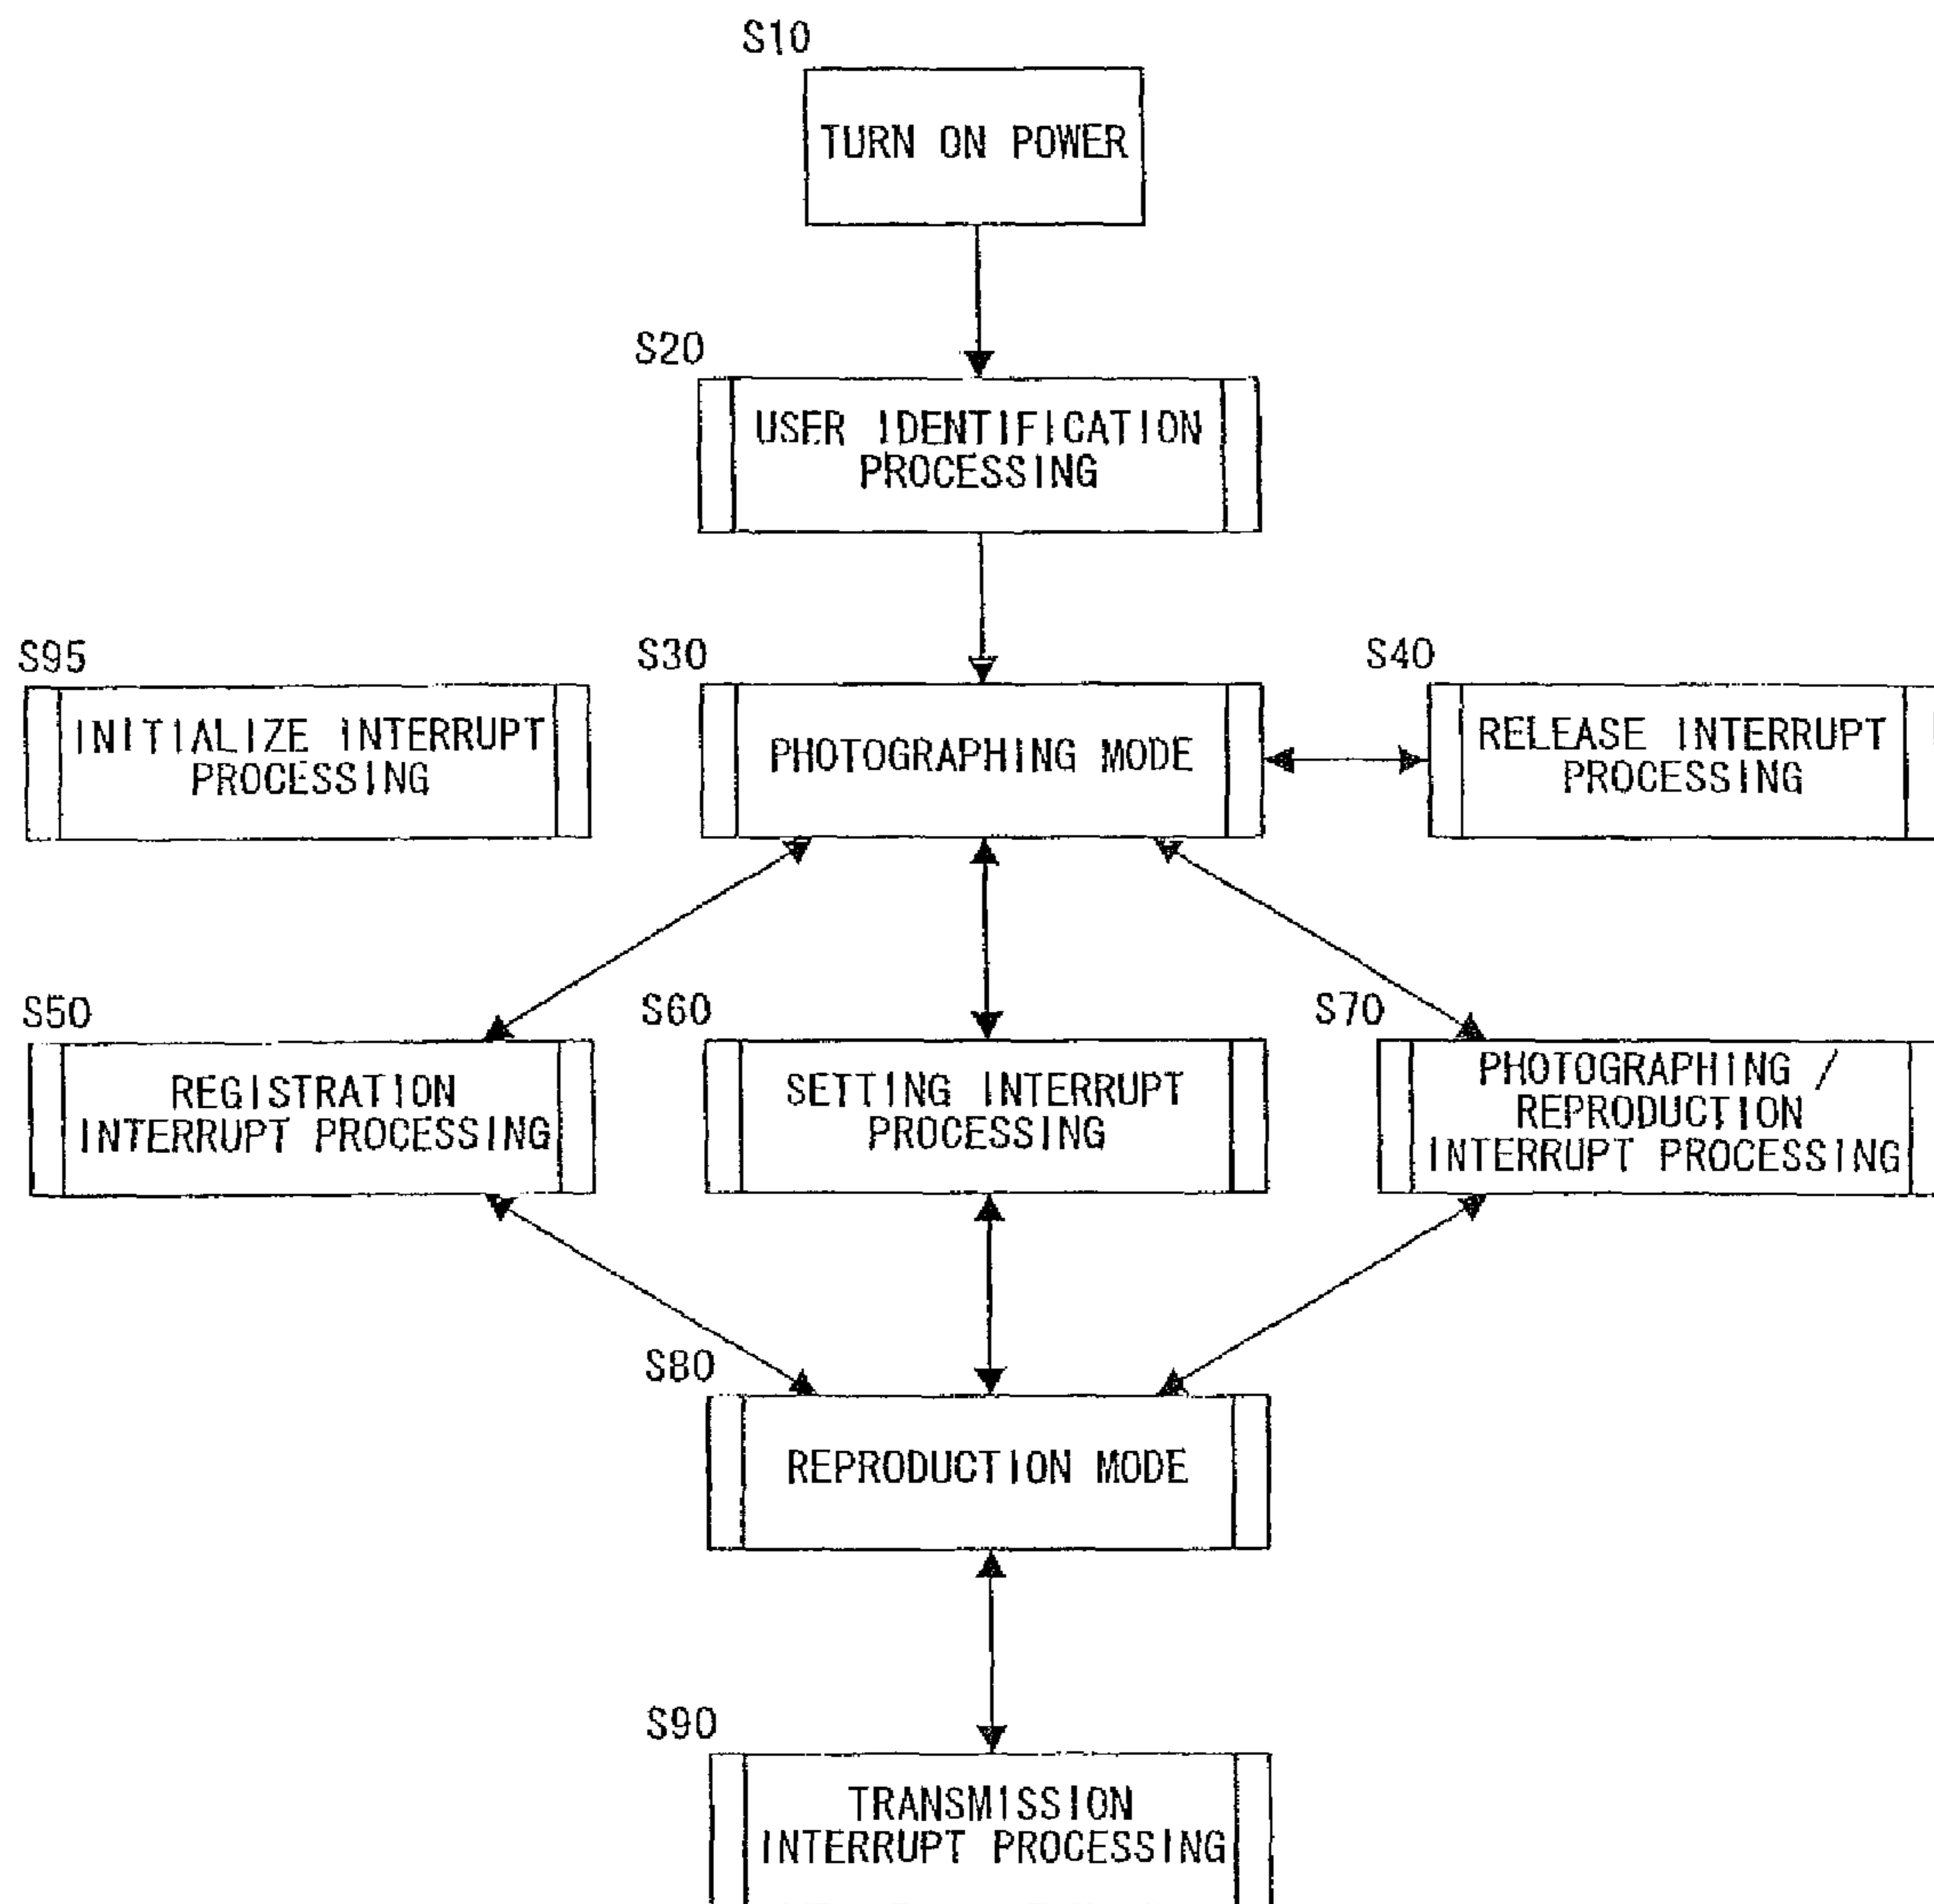 S10
TURN ON POWER
S20
USER IDENTIFICATION
PROCESSING
S95
INITIALIZE INTERRUPT
PROCESSING
S30
PHOTOGRAPHING MODE
S40
RELEASE INTERRUPT
PROCESSING
S50
REGISTRATION
INTERRUPT PROCESSING
S60
SETTING INTERRUPT
PROCESSING
S70
PHOTOGRAPHING /
REPRODUCTION
INTERRUPT PROCESSING
S80
REPRODUCTION MODE
S90
TRANSMISSION
INTERRUPT PROCESSING